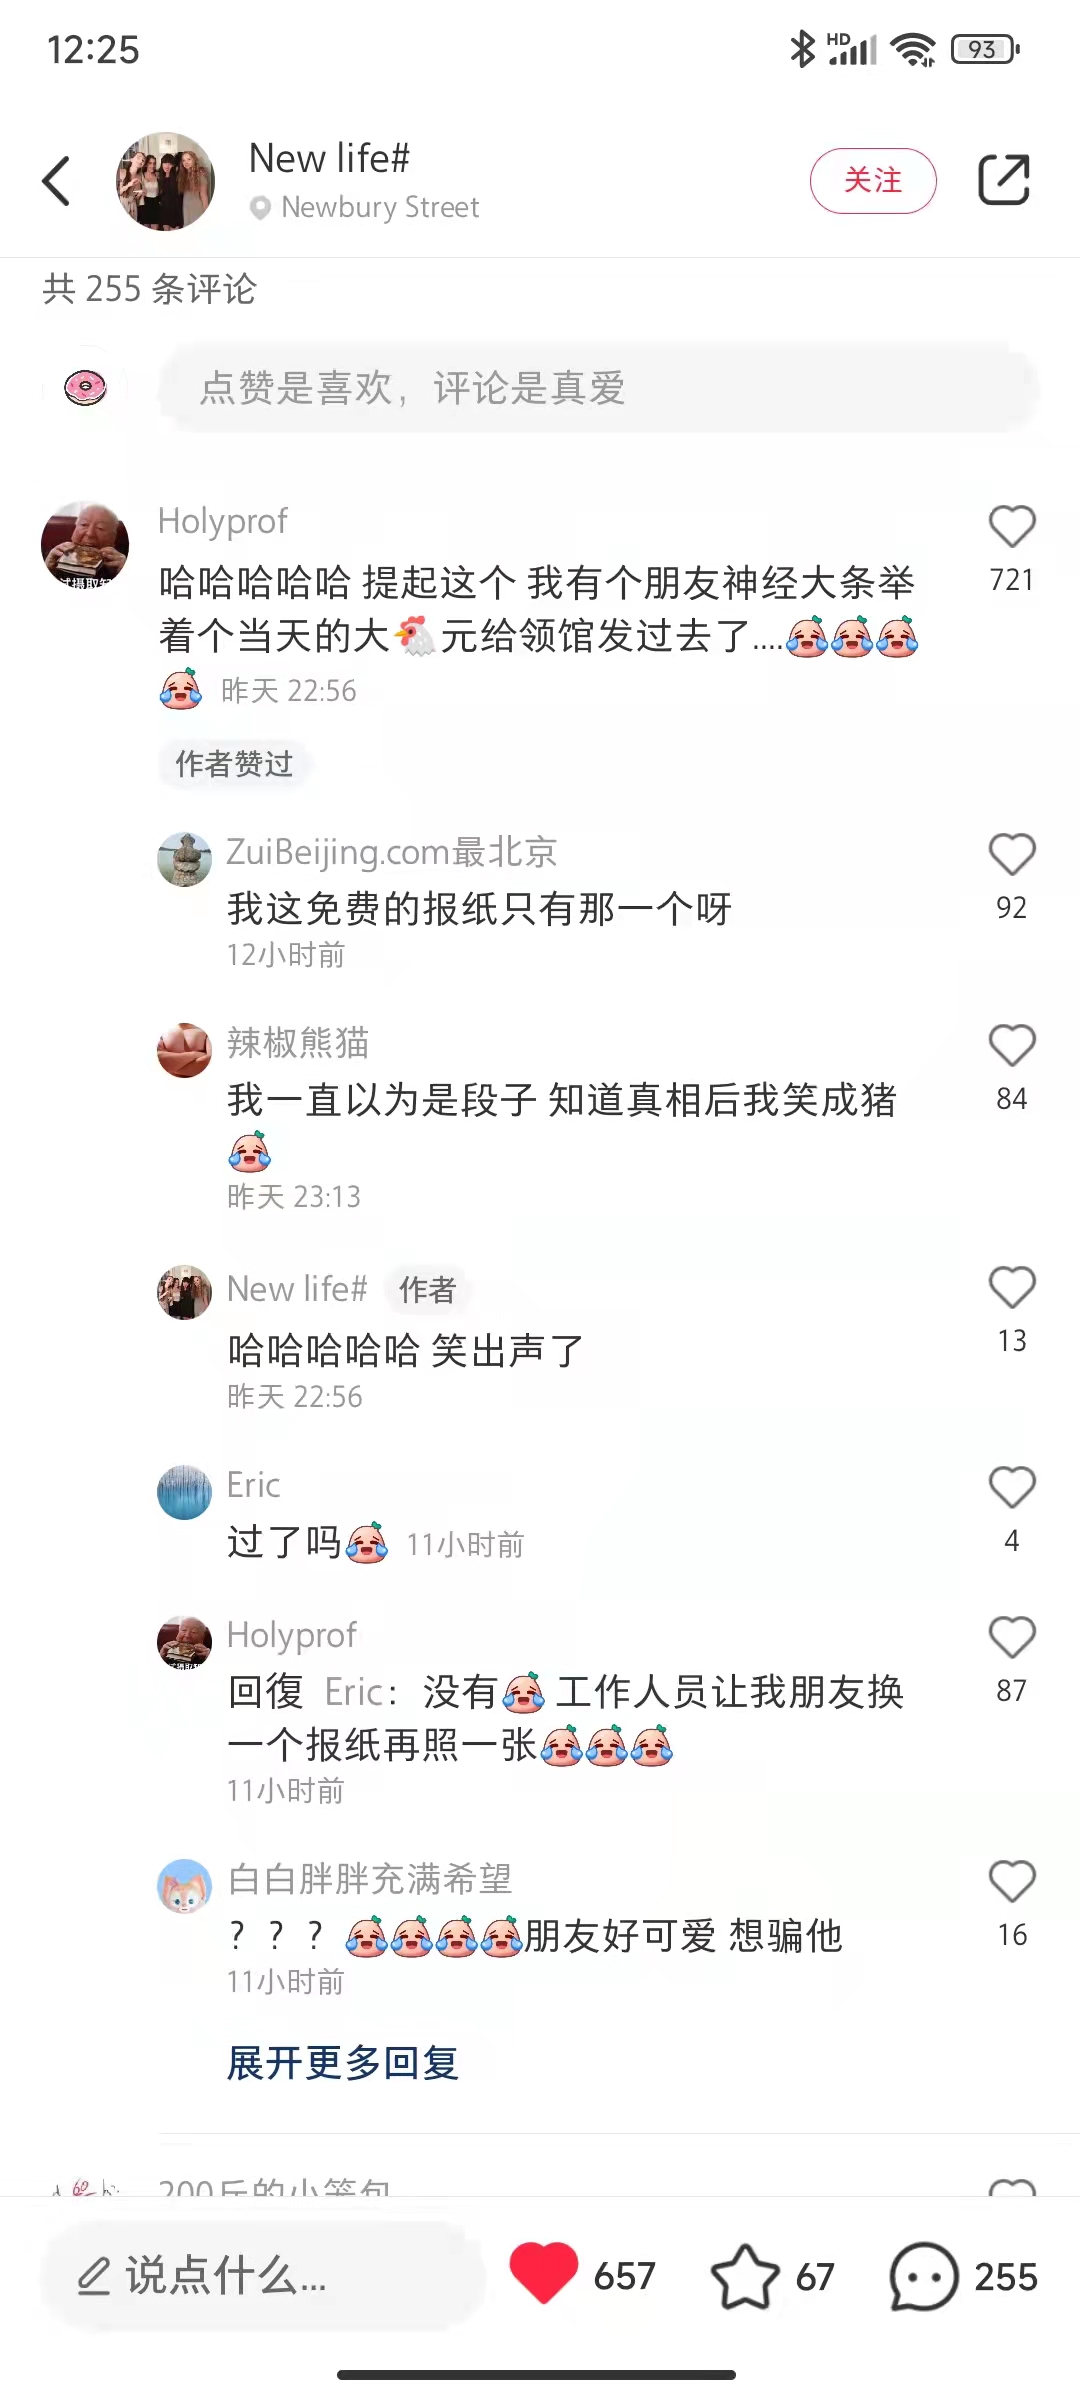 12:25
HD
93
New life#
Newbury Street
关注
共 255 条评论
点赞是喜欢，评论是真爱
Holyprof
哈哈哈哈哈 提起这个 我有个朋友神经大条举
着个当天的大🐔元给领馆发过去了....
昨天 22:56
721
作者赞过
ZuiBeijing.com最北京
我这免费的报纸只有那一个呀
12小时前
92
辣椒熊猫
我一直以为是段子 知道真相后我笑成猪
昨天 23:13
84
New life# 作者
哈哈哈哈哈 笑出声了
昨天 22:56
13
Eric
过了吗 11小时前
4
Holyprof
回復 Eric：没有 工作人员让我朋友换
一个报纸再照一张
11小时前
87
白白胖胖充满希望
？？？朋友好可爱 想骗他
11小时前
16
展开更多回复
200斤的小笼包
说点什么...
657
67
255